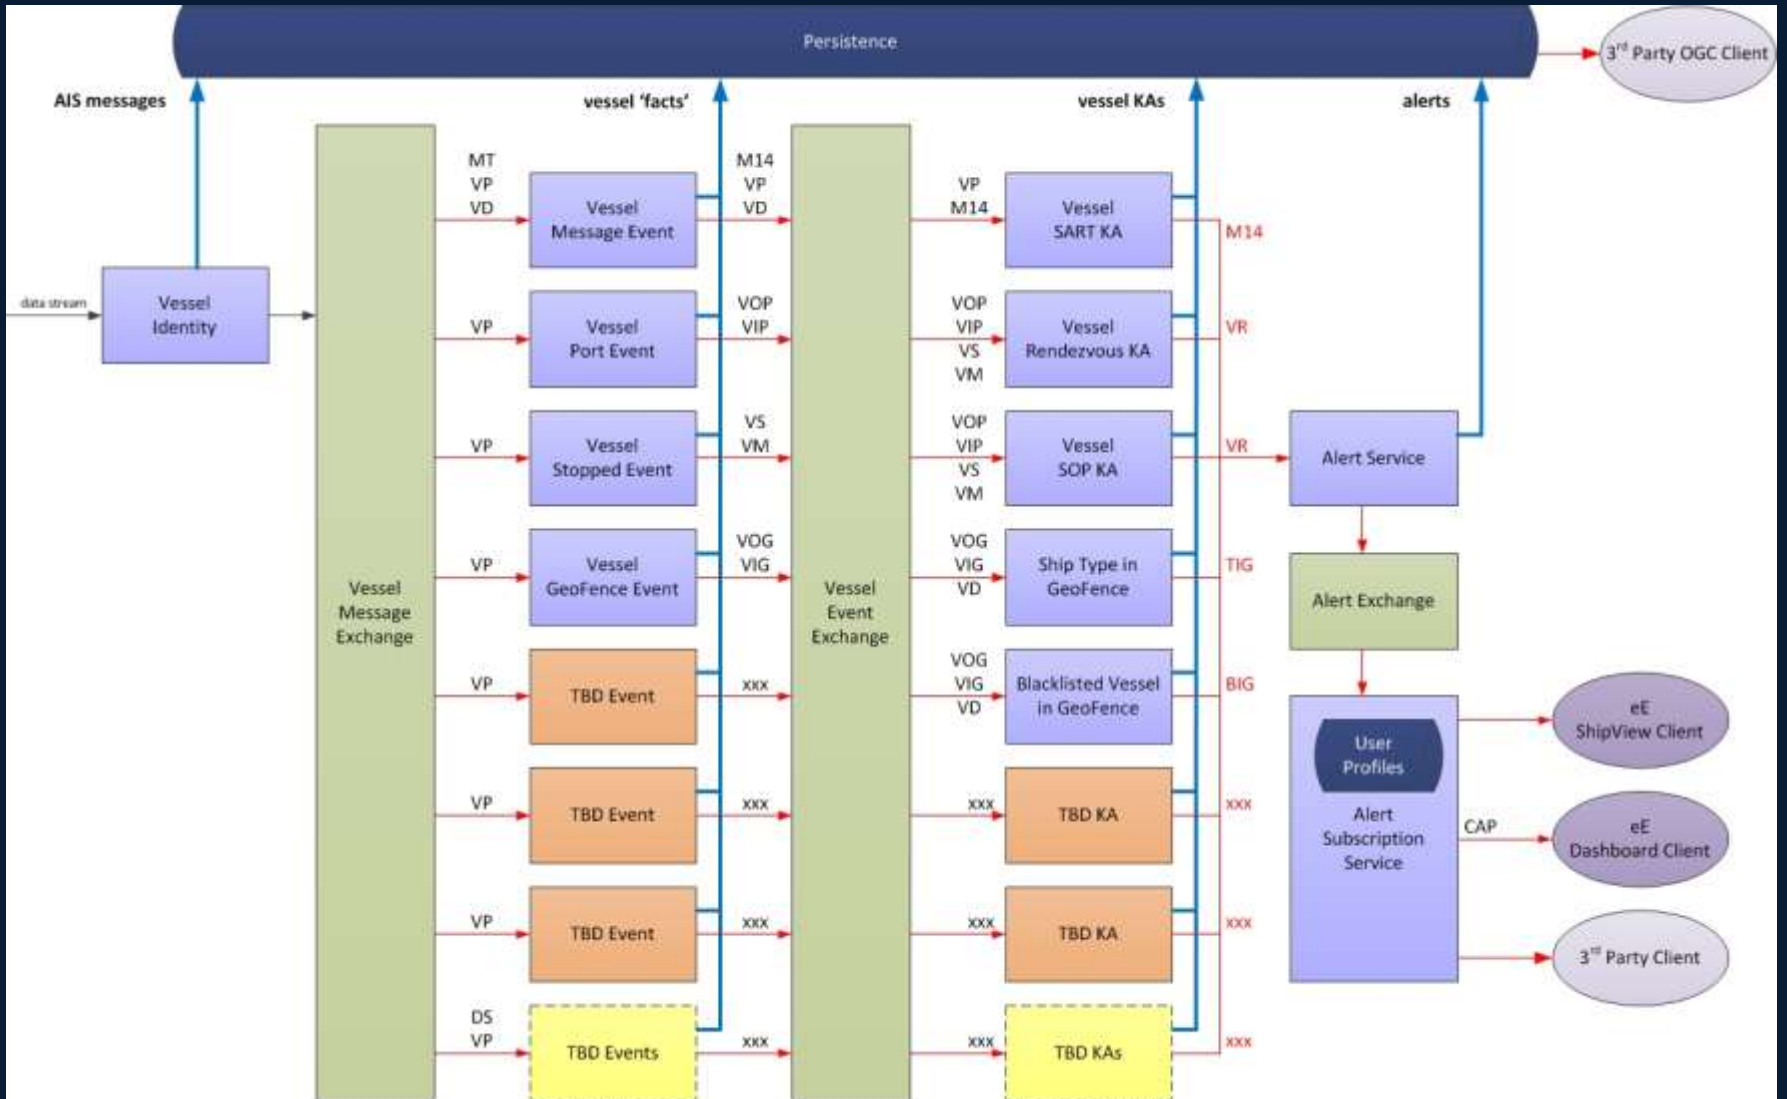 Persistence
3rd Party OGC Client
AIS messages
vessel ‘facts’
vessel KAs
alerts
data stream
Vessel
Identity
Vessel
Message
Exchange
MT
VP
VD
VP
VP
VP
VP
VP
VP
DS
VP
Vessel
Message Event
Vessel
Port Event
Vessel
Stopped Event
Vessel
GeoFence Event
TBD Event
TBD Event
TBD Event
TBD Events
M14
VP
VD
VOP
VIP
VS
VM
VOG
VIG
xxx
xxx
xxx
xxx
Vessel
Event
Exchange
VP
M14
VOP
VIP
VS
VM
VOP
VIP
VS
VM
VOG
VIG
VD
VOG
VIG
VD
xxx
xxx
xxx
Vessel
SART KA
Vessel
Rendezvous KA
Vessel
SOP KA
Ship Type in
GeoFence
Blacklisted Vessel
in GeoFence
TBD KA
TBD KA
TBD KAs
M14
VR
VR
TIG
BIG
xxx
xxx
xxx
Alert Service
Alert Exchange
User
Profiles
Alert
Subscription
Service
CAP
eE
ShipView Client
eE
Dashboard Client
3rd Party Client